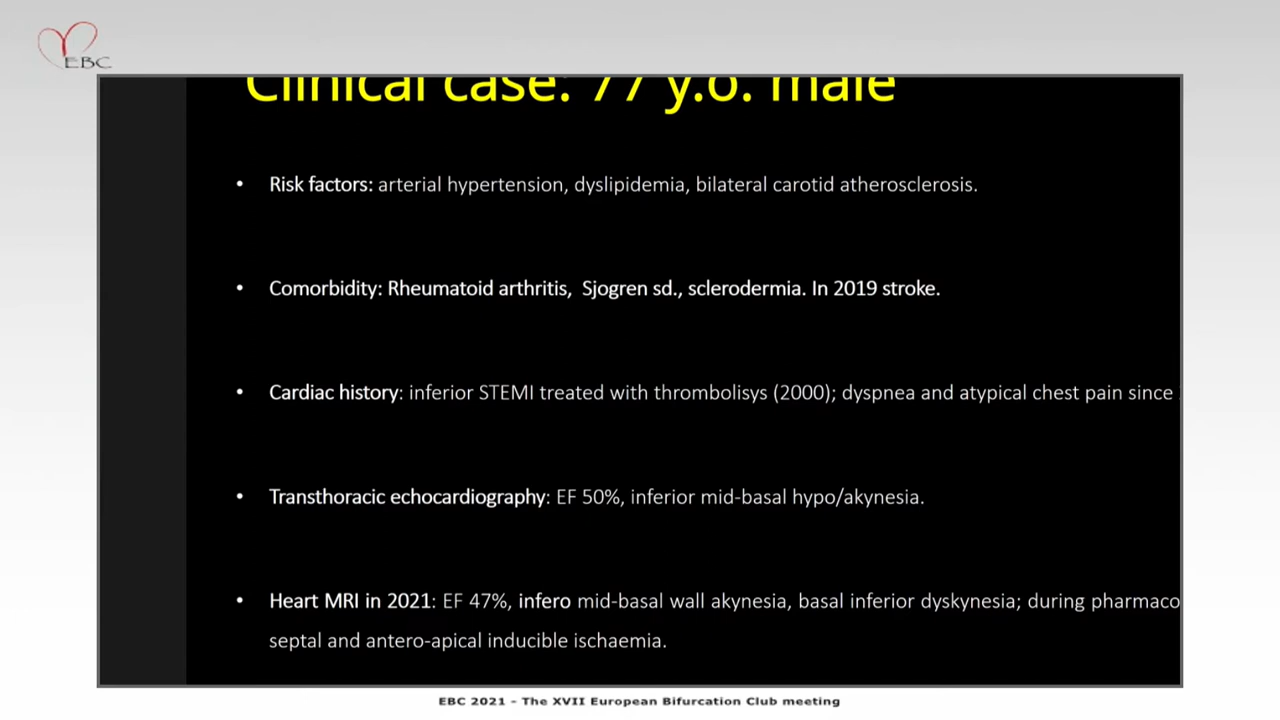 EBC
Clinical case: 77 y.o. male
• Risk factors: arterial hypertension, dyslipidemia, bilateral carotid atherosclerosis.
• Comorbidity: Rheumatoid arthritis, Sjogren sd., sclerodermia. In 2019 stroke.
• Cardiac history: inferior STEMI treated with thrombolisys (2000); dyspnea and atypical chest pain since
• Transthoracic echocardiography: EF 50%, inferior mid-basal hypo/akynesia.
• Heart MRI in 2021: EF 47%, infero mid-basal wall akynesia, basal inferior dyskynesia; during pharmaco
septal and antero-apical inducible ischaemia.
EBC 2021 - The XVII European Bifurcation Club meeting